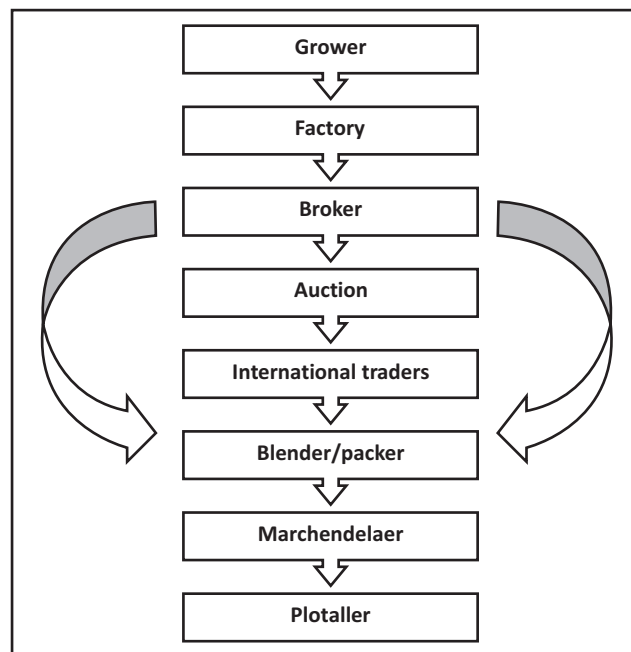 Grower
Factory
Broker
Auction
International traders
Blender/packer
Marchendelaer
Plotaller